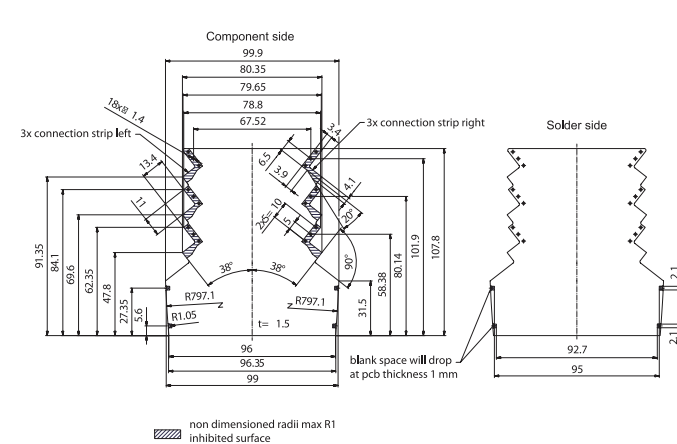 Component side
99.9
80.35
79.65
78.8
67.52
18x 1.4
3x connection strip left
3x connection strip right
Solder side
3.4
6.5
3.9
4.1
13.4
11
2x5= 10
5
20°
90°
38°
38°
91.35
84.1
69.6
62.35
47.8
27.35
5.6
R797.1
R797.1
R1.05
t= 1.5
31.5
58.38
80.14
101.9
107.8
96
96.35
99
blank space will drop
at pcb thickness 1 mm
92.7
95
2.1
2.1
non dimensioned radii max R1
inhibited surface